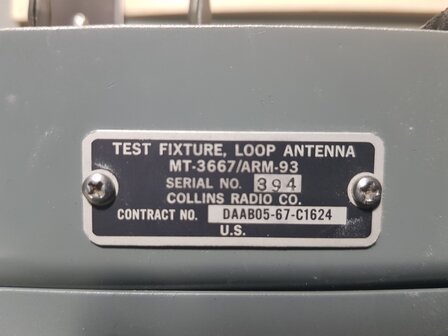 TEST FIXTURE, LOOP ANTENNA
MT-3667/ARM-93
SERIAL NO. 394
COLLINS RADIO CO.
CONTRACT NO. DAAB05-67-C1624
U.S.